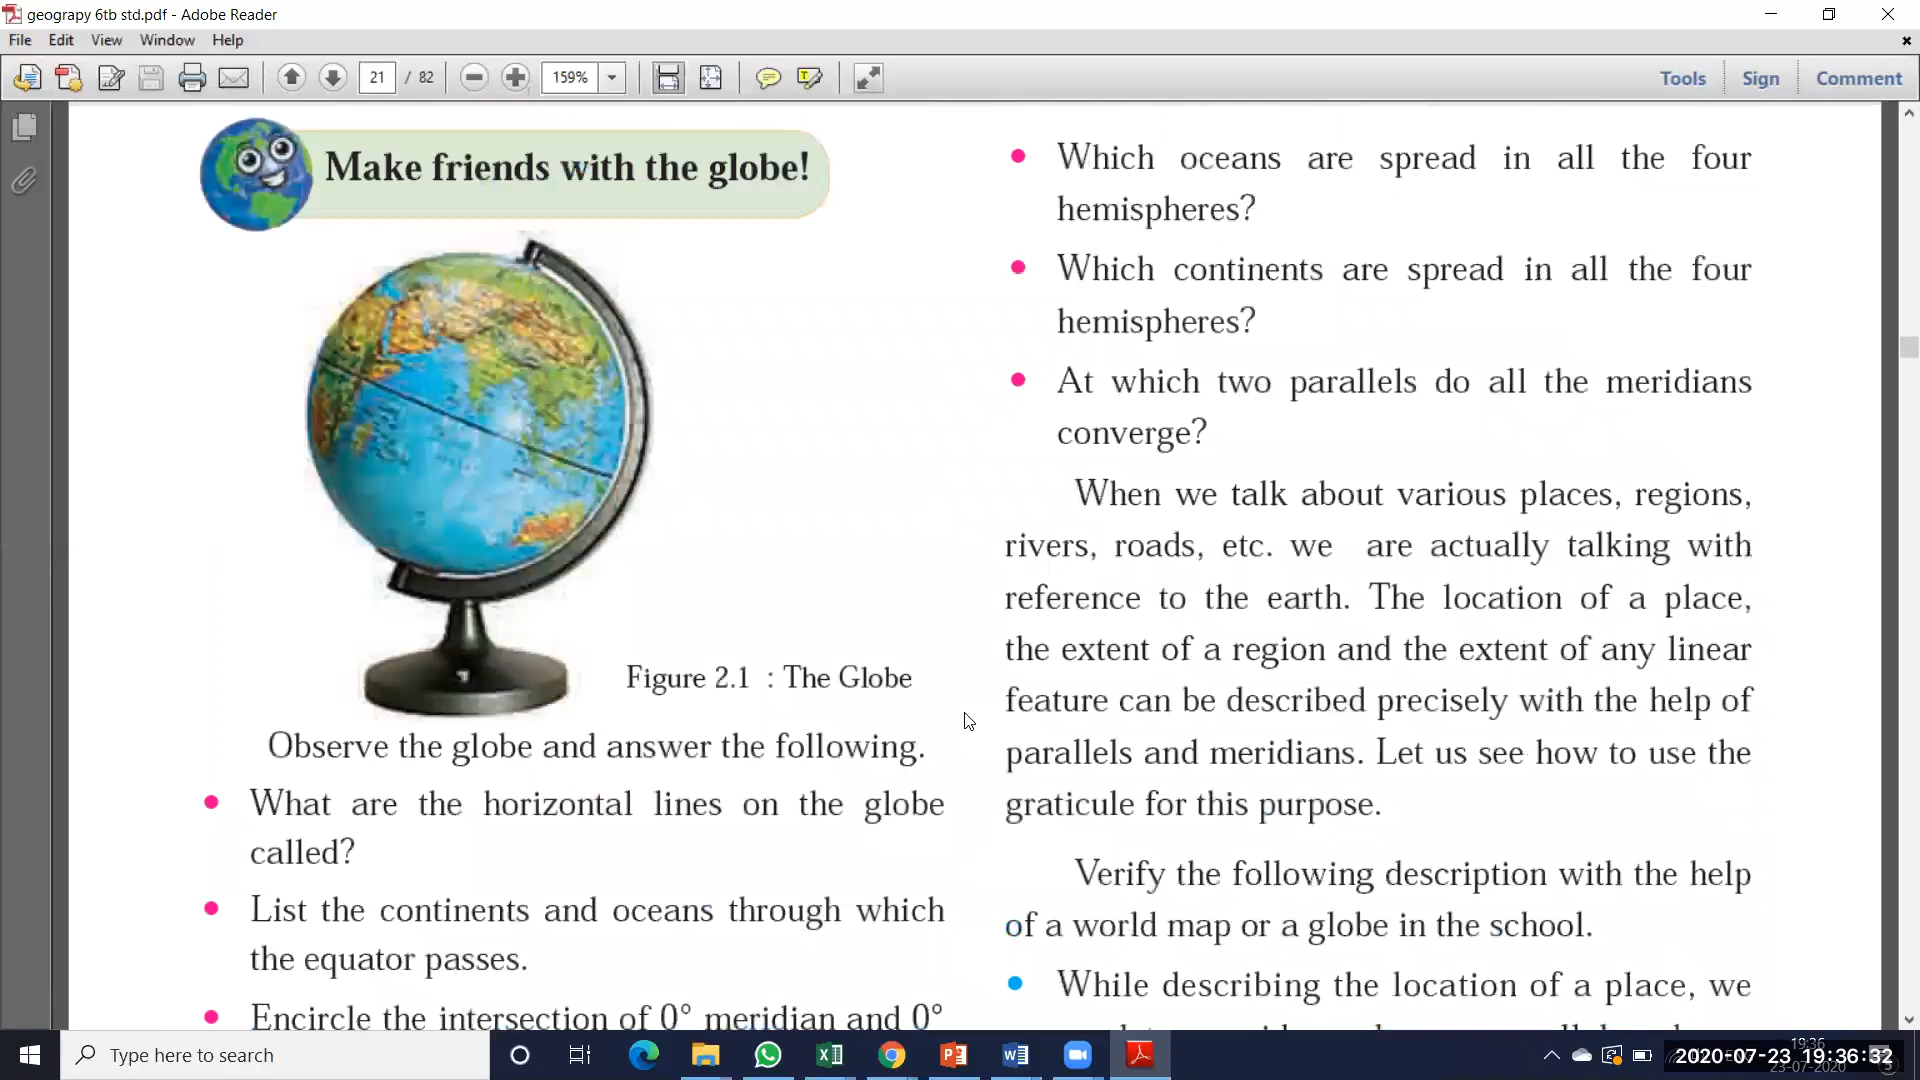 geograpy 6tb std.pdf - Adobe Reader
File Edit View Window Help
21 / 82
159%
Tools Sign Comment
Make friends with the globe!
Figure 2.1 : The Globe
Observe the globe and answer the following.
• What are the horizontal lines on the globe
called?
• List the continents and oceans through which
the equator passes.
• Encircle the intersection of 0° meridian and 0°
• Which oceans are spread in all the four
hemispheres?
• Which continents are spread in all the four
hemispheres?
• At which two parallels do all the meridians
converge?
When we talk about various places, regions,
rivers, roads, etc. we are actually talking with
reference to the earth. The location of a place,
the extent of a region and the extent of any linear
feature can be described precisely with the help of
parallels and meridians. Let us see how to use the
graticule for this purpose.
Verify the following description with the help
of a world map or a globe in the school.
• While describing the location of a place, we
Type here to search
19:36
2020-07-23 19:36:32
23-07-2020